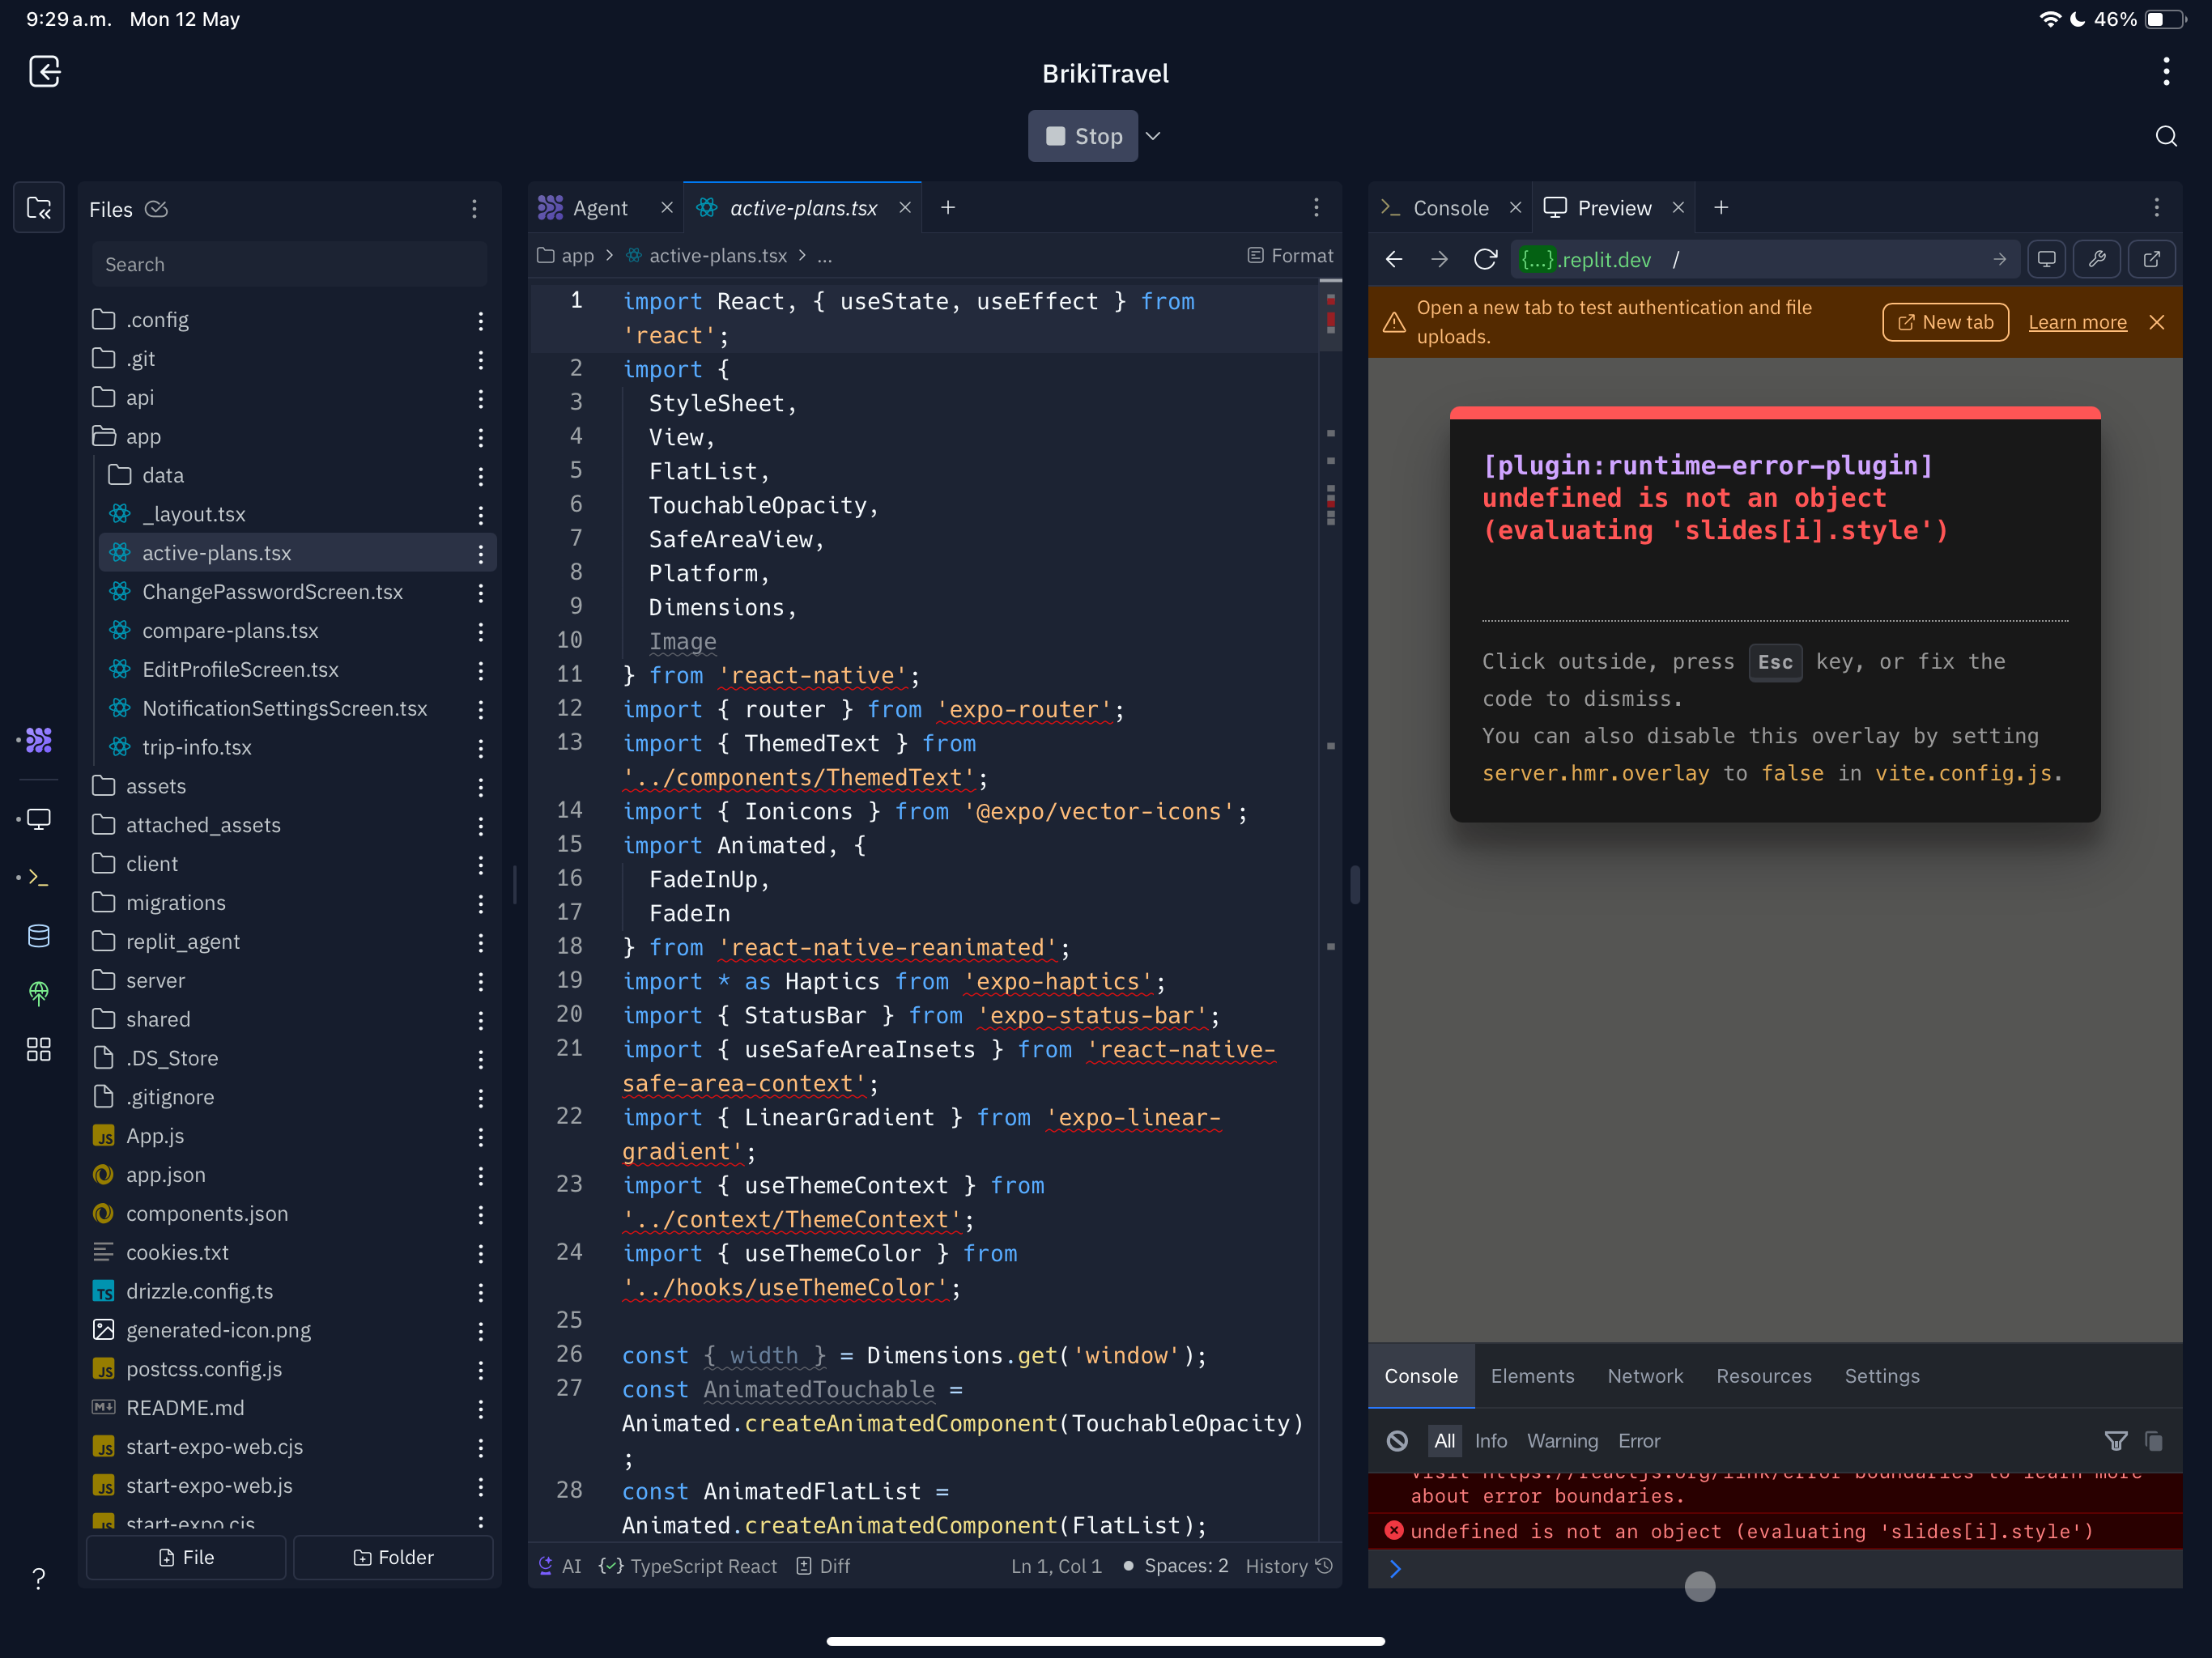 9:29 a.m. Mon 12 May
46%
BrikiTravel
Stop
Files
Search
.config
.git
api
app
data
_layout.tsx
active-plans.tsx
ChangePasswordScreen.tsx
compare-plans.tsx
EditProfileScreen.tsx
NotificationSettingsScreen.tsx
trip-info.tsx
assets
attached_assets
client
migrations
replit_agent
server
shared
.DS_Store
.gitignore
App.js
app.json
components.json
cookies.txt
drizzle.config.ts
generated-icon.png
postcss.config.js
README.md
start-expo-web.cjs
start-expo-web.js
start-expo.cjs
File
Folder
Agent
active-plans.tsx
app > active-plans.tsx > ...
Format
1 import React, { useState, useEffect } from
'react';
2 import {
3 StyleSheet,
4 View,
5 FlatList,
6 TouchableOpacity,
7 SafeAreaView,
8 Platform,
9 Dimensions,
10 Image
11 } from 'react-native';
12 import { router } from 'expo-router';
13 import { ThemedText } from
'../components/ThemedText';
14 import { Ionicons } from '@expo/vector-icons';
15 import Animated, {
16 FadeInUp,
17 FadeIn
18 } from 'react-native-reanimated';
19 import * as Haptics from 'expo-haptics';
20 import { StatusBar } from 'expo-status-bar';
21 import { useSafeAreaInsets } from 'react-native-
safe-area-context';
22 import { LinearGradient } from 'expo-linear-
gradient';
23 import { useThemeContext } from
'../context/ThemeContext';
24 import { useThemeColor } from
'../hooks/useThemeColor';
25
26 const { width } = Dimensions.get('window');
27 const AnimatedTouchable =
Animated.createAnimatedComponent(TouchableOpacity)
;
28 const AnimatedFlatList =
Animated.createAnimatedComponent(FlatList);
AI {✓} TypeScript React Diff
Ln 1, Col 1 • Spaces: 2 History
Console
Preview
{...}.replit.dev /
Open a new tab to test authentication and file
uploads.
New tab
Learn more
[plugin:runtime-error-plugin]
undefined is not an object
(evaluating 'slides[i].style')
Click outside, press Esc key, or fix the
code to dismiss.
You can also disable this overlay by setting
server.hmr.overlay to false in vite.config.js.
Console Elements Network Resources Settings
All Info Warning Error
visit https://reactjs.org/link/error-boundaries to learn more
about error boundaries.
undefined is not an object (evaluating 'slides[i].style')
>
?